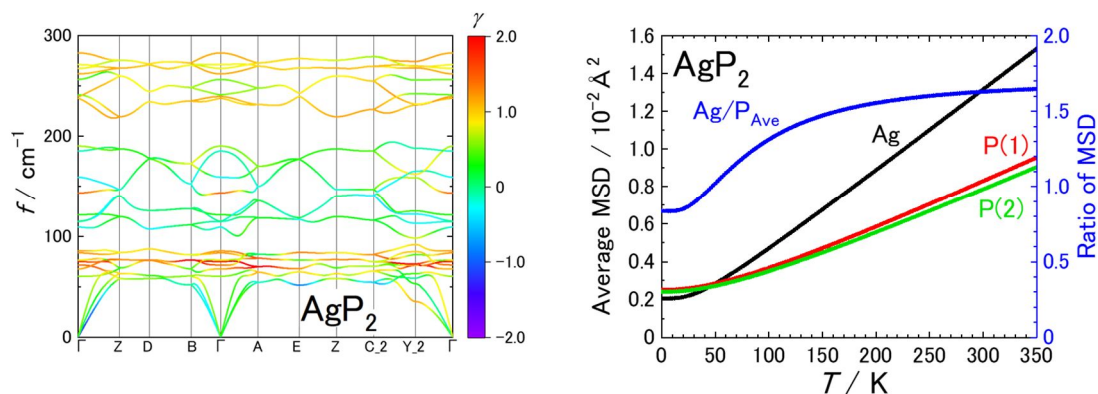 γ
300
200
100
0
f / cm⁻¹
AgP₂
Γ Z D B Γ A E Z C_2 Y_2 Γ
2.0
1.0
0
-1.0
-2.0
AgP₂
Ag/P_Ave
Ag
P(1)
P(2)
1.6
1.4
1.2
1.0
0.8
0.6
0.4
0.2
0
Average MSD / 10⁻² Å ²
0 50 100 150 200 250 300 350
T / K
2.0
1.5
1.0
0.5
0
Ratio of MSD